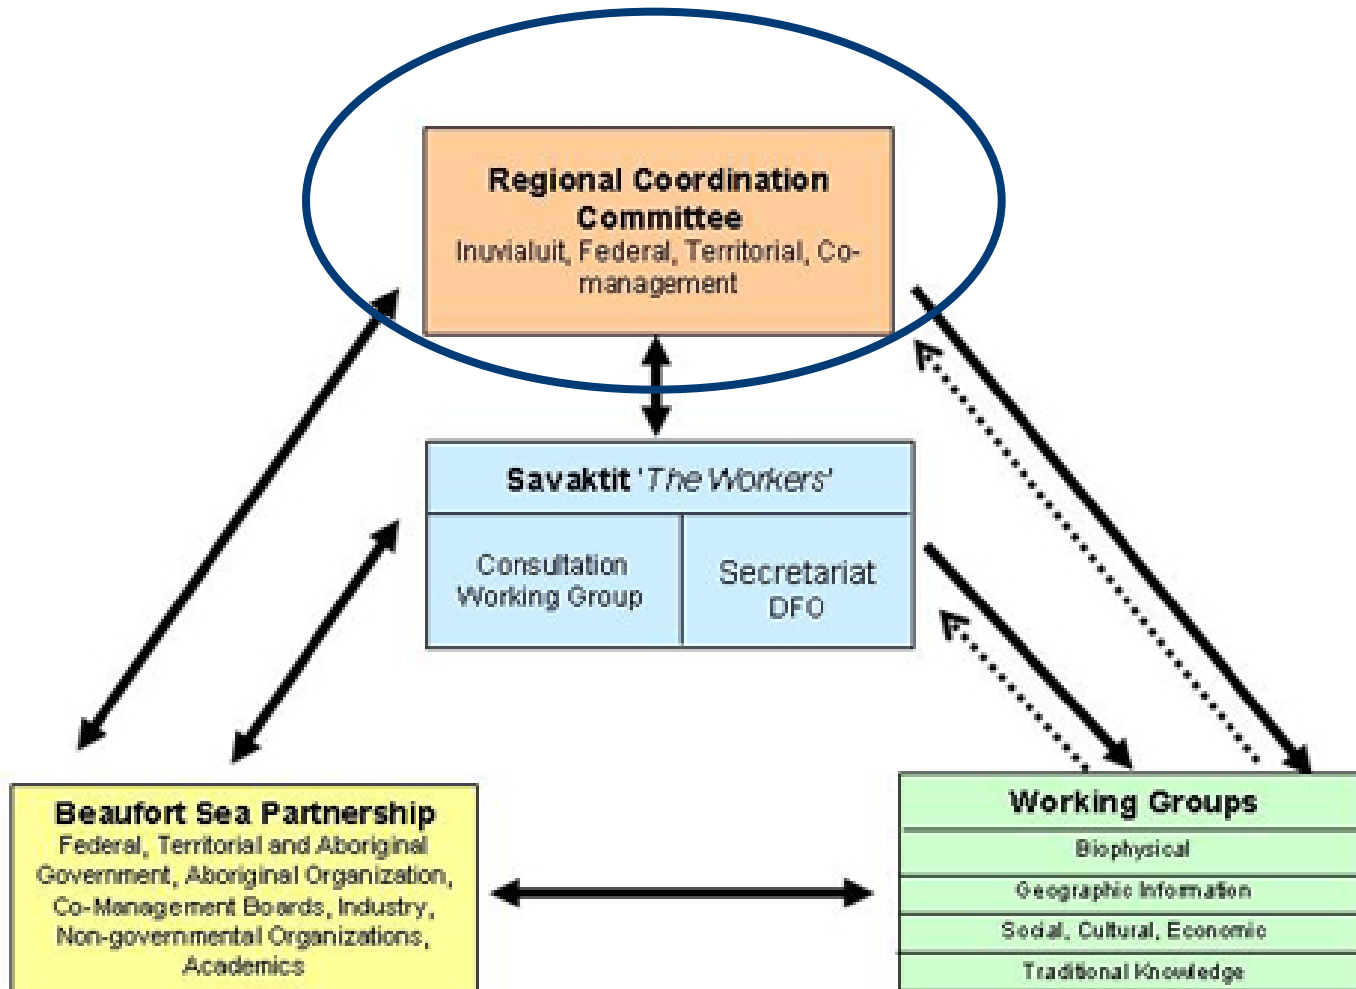 Regional Coordination
Committee
Inuvialuit, Federal, Territorial, Co-
management
Savaktit 'The Workers'
Consultation
Working Group
Secretariat
DFO
Beaufort Sea Partnership
Federal, Territorial and Aboriginal
Government, Aboriginal Organization,
Co-Management Boards, Industry,
Non-governmental Organizations,
Academics
Working Groups
Biophysical
Geographic Information
Social, Cultural, Economic
Traditional Knowledge